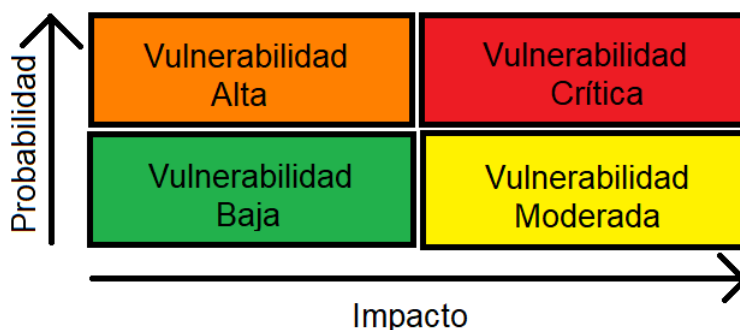 Probabilidad
Vulnerabilidad
Alta
Vulnerabilidad
Crítica
Vulnerabilidad
Baja
Vulnerabilidad
Moderada
Impacto